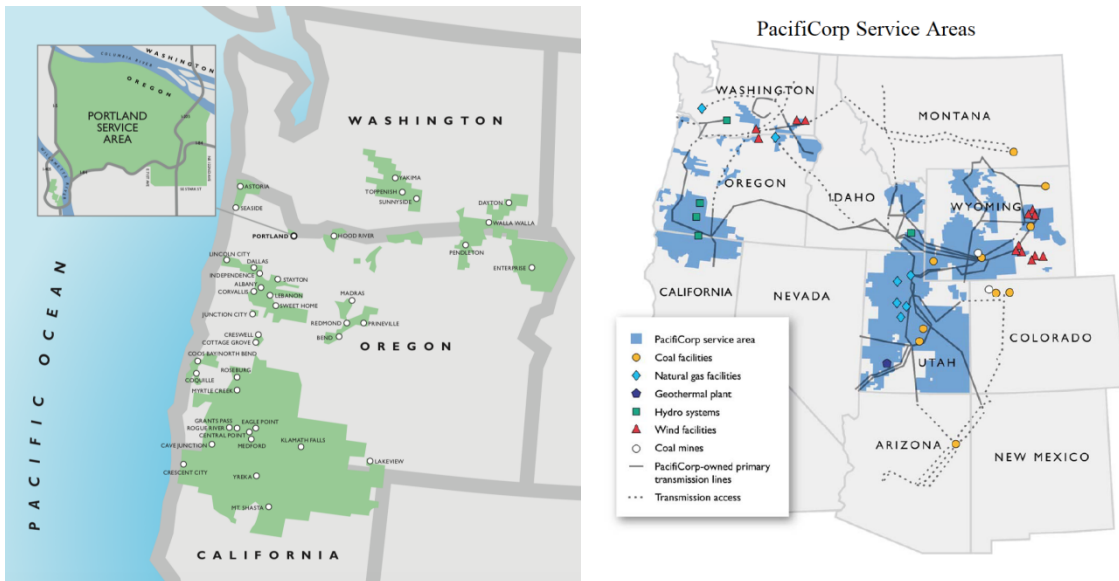 WASHINGTON
COLUMBIA RIVER
OREGON
PORTLAND
SERVICE
AREA
WILLAMETTE RIVER
PACIFIC OCEAN
WASHINGTON
YAKIMA
TOPPENISH
SUNNYSIDE
DASTON
WALLA WALLA
ASTORIA
SEASIDE
PORTLAND
HOOD RIVER
PENDLETON
ENTERPRISE
LINCOLN CITY
DALLAS
INDEPENDENCE
ALBANY
CORVALLIS
STAYTON
LEBANON
SWEET HOME
MADRAS
JUNCTION CITY
REDMOND
PRINEVILLE
BEND
CRESWELL
COTTAGE GROVE
OREGON
COOS BAY/NORTH BEND
COQUILLE
ROSEBURG
MYRTLE CREEK
GRANTS PASS
EAGLE POINT
ROGUE RIVER
CENTRAL POINT
MEDFORD
CAVE JUNCTION
KLAMATH FALLS
LAKEVIEW
CRESCENT CITY
YREKA
MT. SHASTA
CALIFORNIA
PacifiCorp Service Areas
WASHINGTON
MONTANA
OREGON
IDAHO
WYOMING
CALIFORNIA
NEVADA
UTAH
COLORADO
ARIZONA
NEW MEXICO
PacifiCorp service area
Coal facilities
Natural gas facilities
Geothermal plant
Hydro systems
Wind facilities
Coal mines
PacifiCorp-owned primary
transmission lines
Transmission access